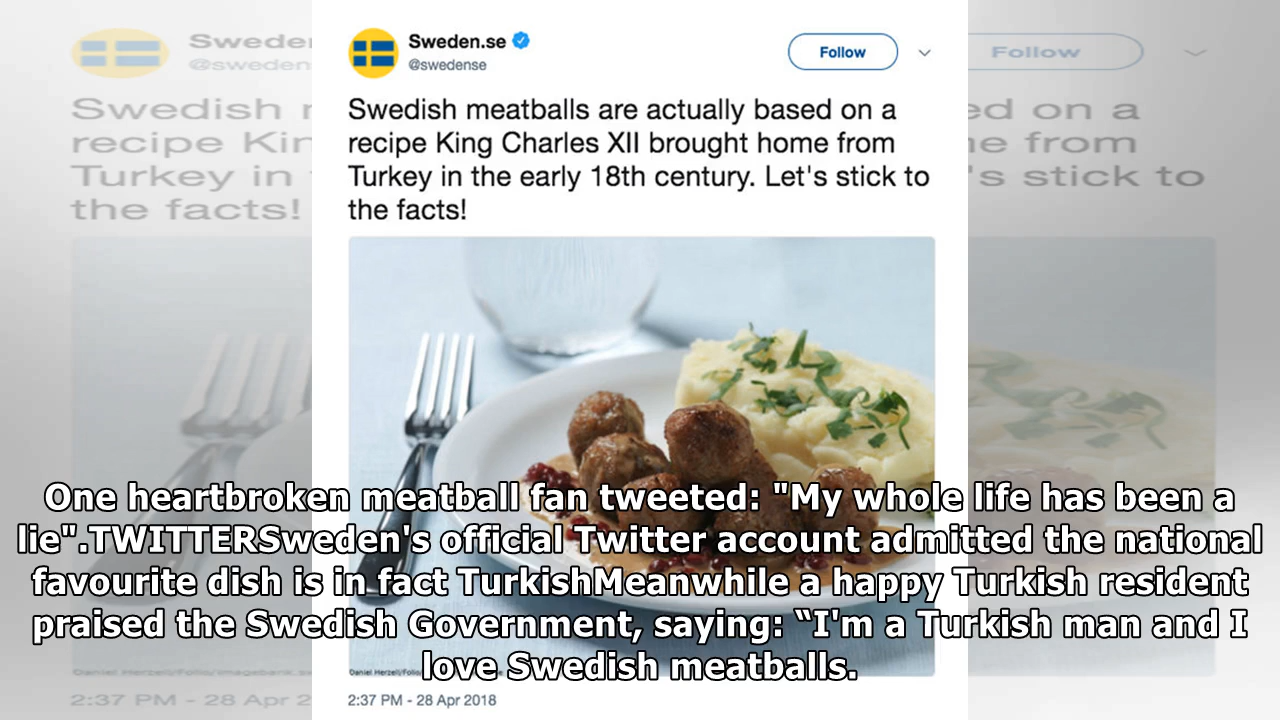 Sweden.se
@swedense
Follow
Swedish meatballs are actually based on a
recipe King Charles XII brought home from
Turkey in the early 18th century. Let's stick to
the facts!
One heartbroken meatball fan tweeted: "My whole life has been a
lie".TWITTERSweden's official Twitter account admitted the national
favourite dish is in fact TurkishMeanwhile a happy Turkish resident
praised the Swedish Government, saying: “I'm a Turkish man and I
love Swedish meatballs.
Daniel Herzell/Folio
2:37 PM - 28 Apr 2018